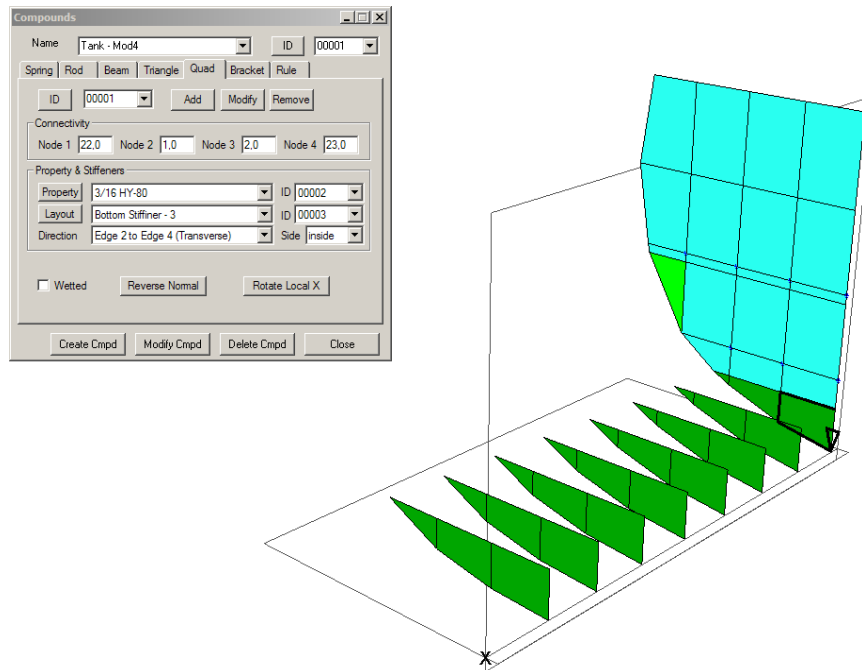 Compounds
Name Tank - Mod4 ID 00001
Spring Rod Beam Triangle Quad Bracket Rule
ID 00001 Add Modify Remove
Connectivity
Node 1 22,0 Node 2 1,0 Node 3 2,0 Node 4 23,0
Property & Stiffeners
Property 3/16 HY-80 ID 00002
Layout Bottom Stiffiner - 3 ID 00003
Direction Edge 2 to Edge 4 (Transverse) Side inside
Wetted Reverse Normal Rotate Local X
Create Cmpd Modify Cmpd Delete Cmpd Close
X